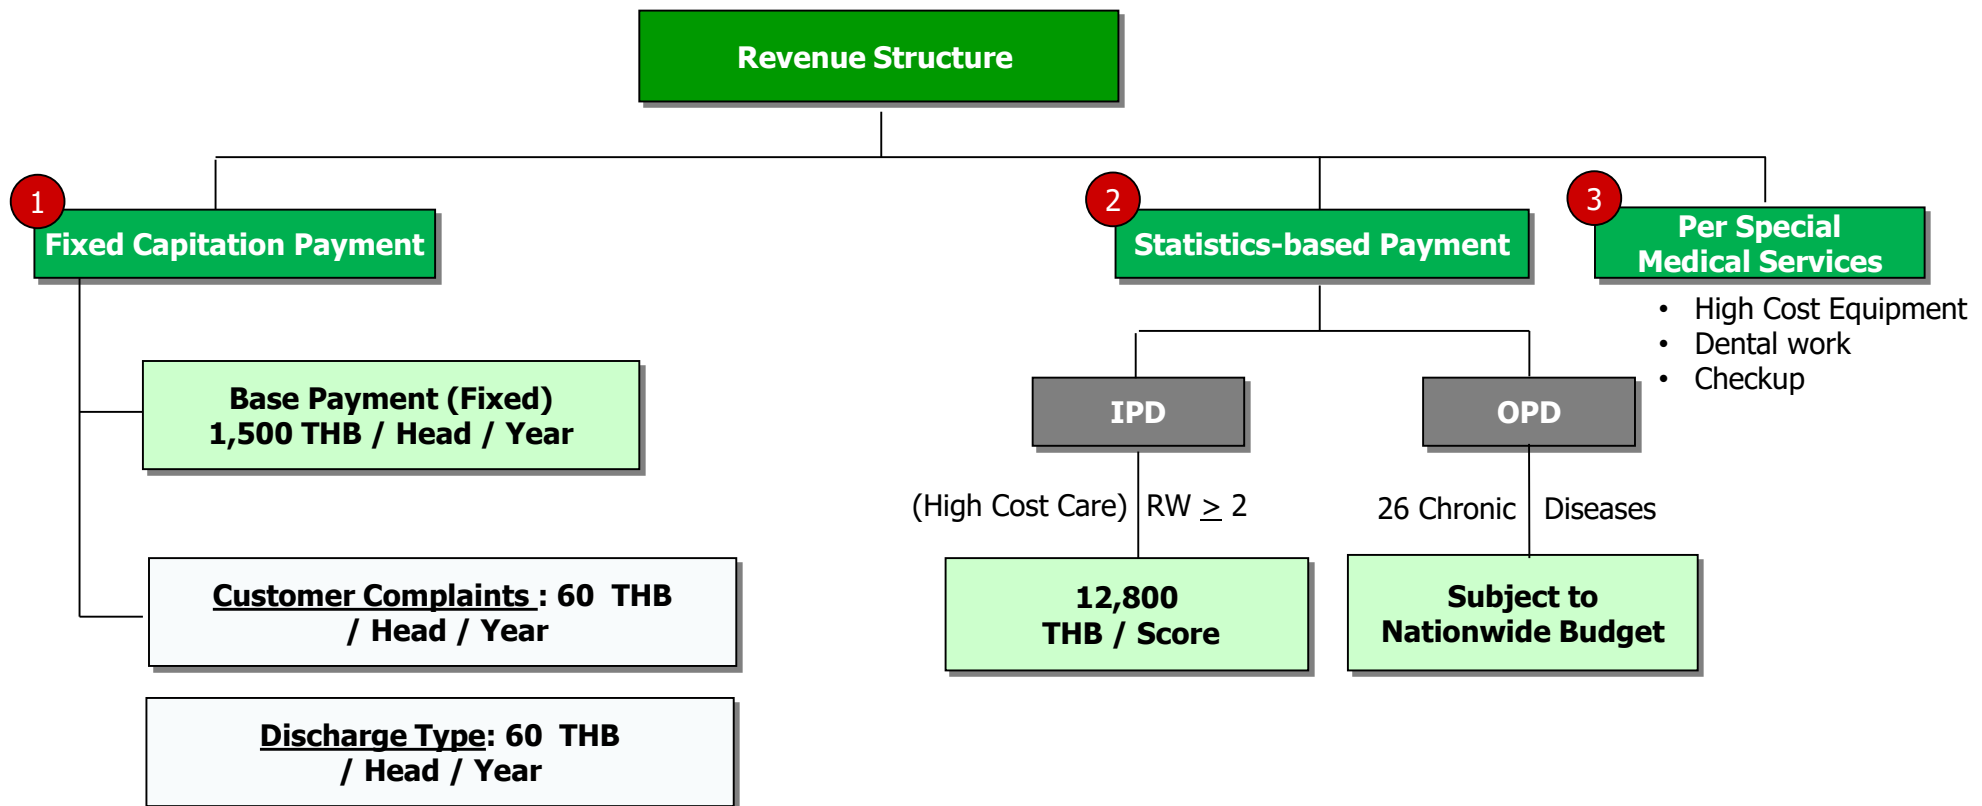 Revenue Structure
1
Fixed Capitation Payment
Base Payment (Fixed)
1,500 THB / Head / Year
Customer Complaints : 60 THB
/ Head / Year
Discharge Type: 60 THB
/ Head / Year
2
Statistics-based Payment
IPD
(High Cost Care) RW ≥ 2
12,800
THB / Score
OPD
26 Chronic Diseases
Subject to
Nationwide Budget
3
Per Special
Medical Services
• High Cost Equipment
• Dental work
• Checkup